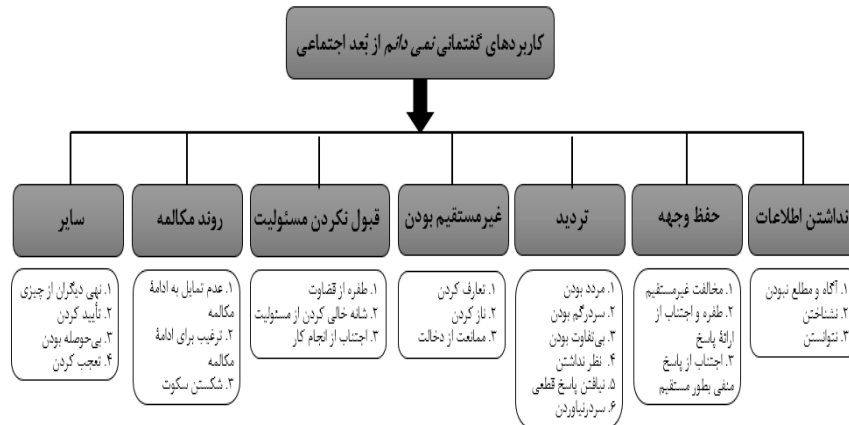 کاربردهای گفتمانی نمی دانم از بُعد اجتماعی
نداشتن اطلاعات
۱. آگاه و مطلع نبودن
۲. نشناختن
۳. نتوانستن
حفظ وجهه
۱. مخالفت غیرمستقیم
۲. طفره و اجتناب از
ارائۀ پاسخ
۳. اجتناب از پاسخ
منفی بطور مستقیم
تردید
۱. مردد بودن
۲. سردرگم بودن
۳. بی‌تفاوت بودن
۴. نظر نداشتن
۵. نیافتن پاسخ قطعی
۶. سردرنیاوردن
غیرمستقیم بودن
۱. تعارف کردن
۲. ناز کردن
۳. ممانعت از دخالت
قبول نکردن مسئولیت
۱. طفره از قضاوت
۲. شانه خالی کردن از مسئولیت
۳. اجتناب از انجام کار
روند مکالمه
۱. عدم تمایل به ادامۀ
مکالمه
۲. ترغیب برای ادامۀ
مکالمه
۳. شکستن سکوت
سایر
۱. نهی دیگران از چیزی
۲. تأیید کردن
۳. بی‌حوصله بودن
۴. تعجب کردن